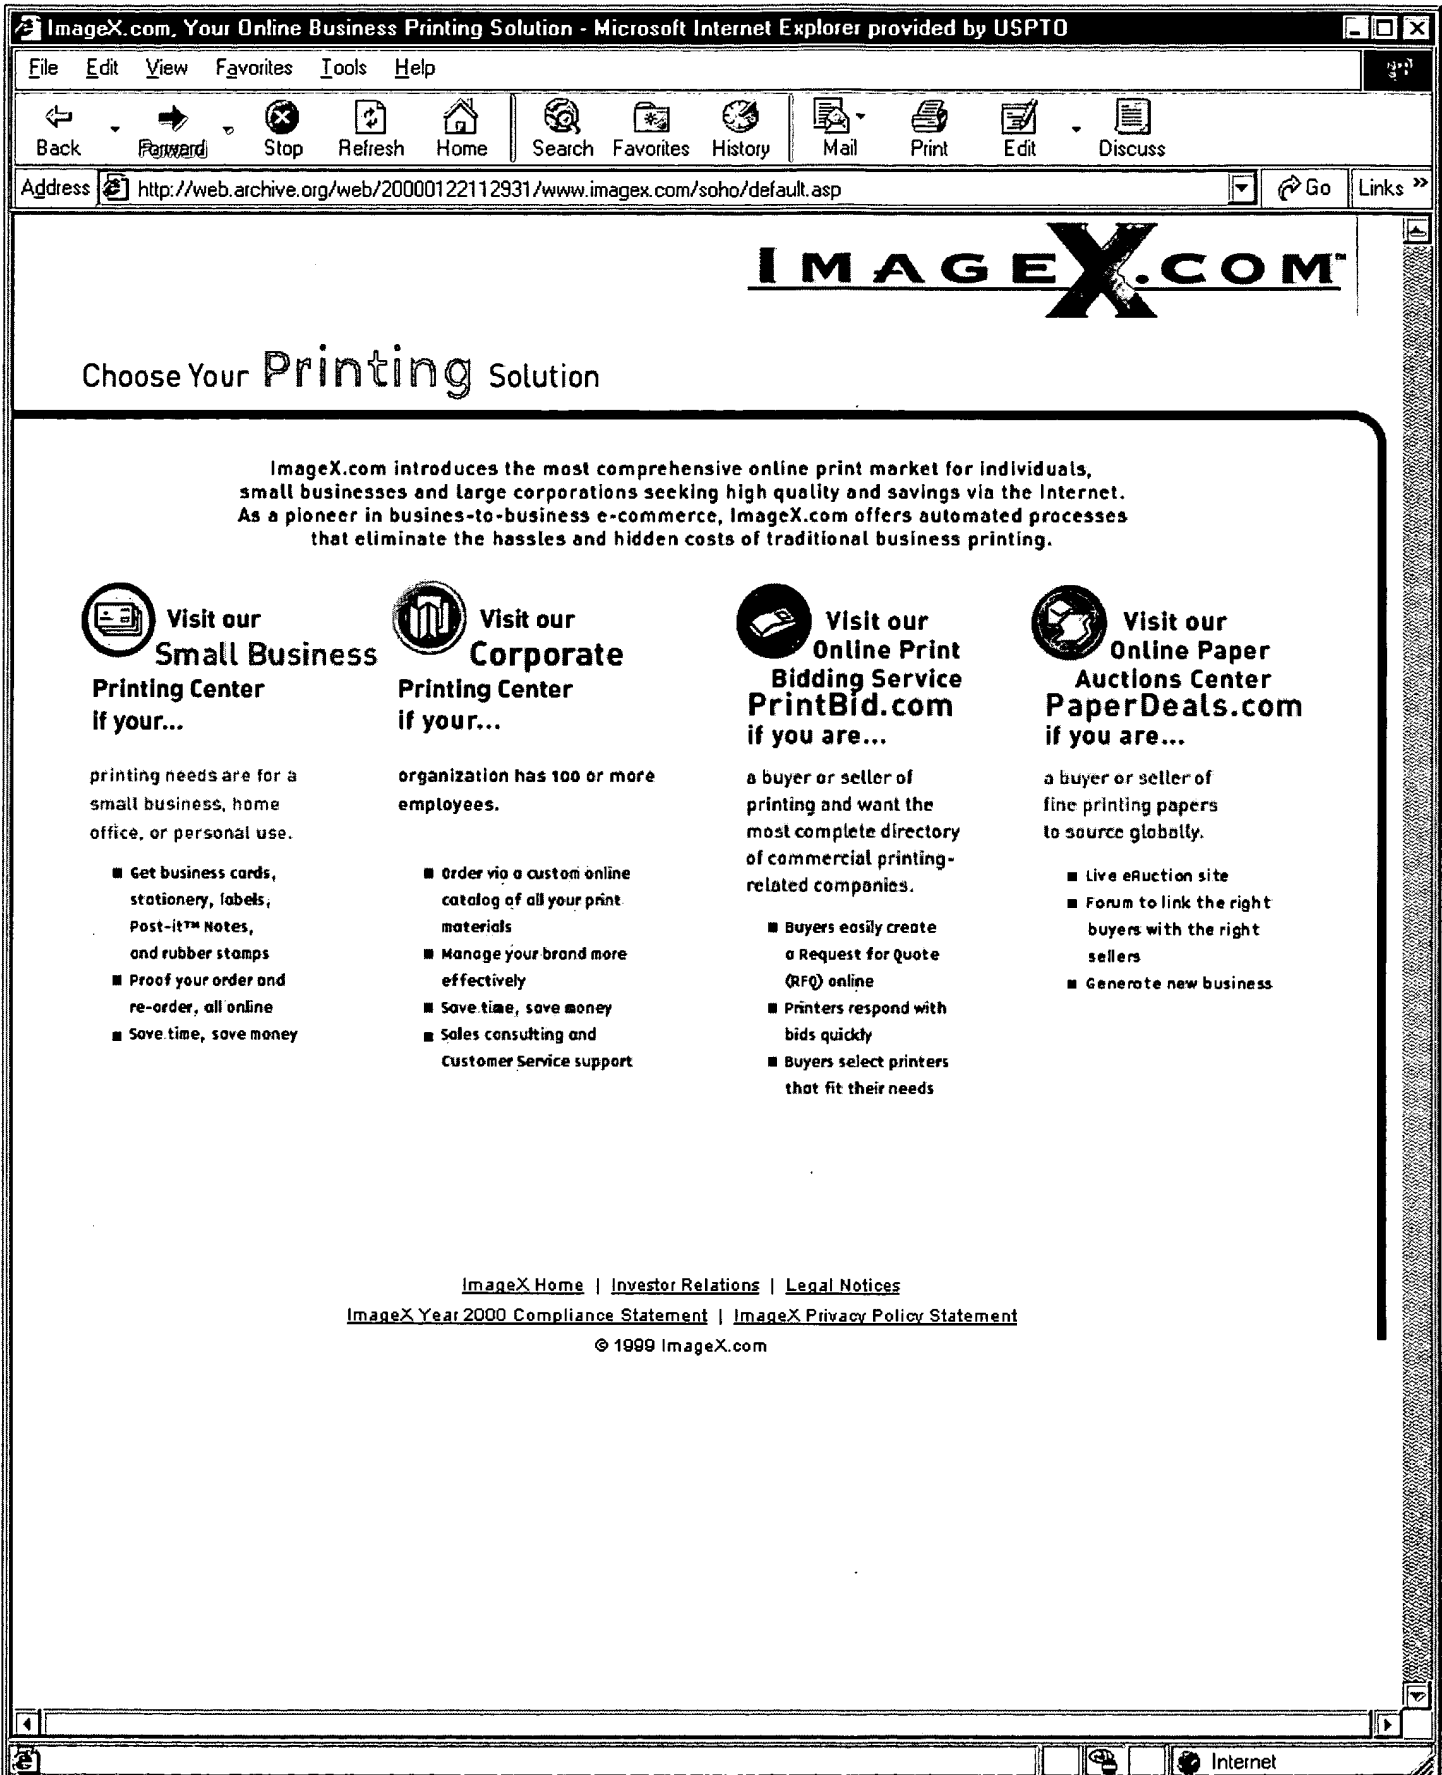 ImageX.com, Your Online Business Printing Solution - Microsoft Internet Explorer provided by USPTO
File Edit View Favorites Tools Help
Back Forward Stop Refresh Home Search Favorites History Mail Print Edit Discuss
Address http://web.archive.org/web/20000122112931/www.imagex.com/soho/default.asp Go Links »
IMAGEX.COM™
Choose Your Printing Solution
ImageX.com introduces the most comprehensive online print market for individuals,
small businesses and large corporations seeking high quality and savings via the Internet.
As a pioneer in busines-to-business e-commerce, ImageX.com offers automated processes
that eliminate the hassles and hidden costs of traditional business printing.
Visit our
Small Business
Printing Center
if your...
printing needs are for a
small business, home
office, or personal use.
■ Get business cards,
stationery, labels,
Post-it™ Notes,
and rubber stamps
■ Proof your order and
re-order, all online
■ Save time, save money
Visit our
Corporate
Printing Center
if your...
organization has 100 or more
employees.
■ Order via a custom online
catalog of all your print
materials
■ Manage your brand more
effectively
■ Save time, save money
■ Sales consulting and
Customer Service support
Visit our
Online Print
Bidding Service
PrintBid.com
if you are...
a buyer or seller of
printing and want the
most complete directory
of commercial printing-
related companies.
■ Buyers easily create
a Request for Quote
(RFQ) online
■ Printers respond with
bids quickly
■ Buyers select printers
that fit their needs
Visit our
Online Paper
Auctions Center
PaperDeals.com
if you are...
a buyer or seller of
fine printing papers
to source globally.
■ Live eAuction site
■ Forum to link the right
buyers with the right
sellers
■ Generate new business
ImageX Home | Investor Relations | Legal Notices
ImageX Year 2000 Compliance Statement | ImageX Privacy Policy Statement
© 1999 ImageX.com
Internet